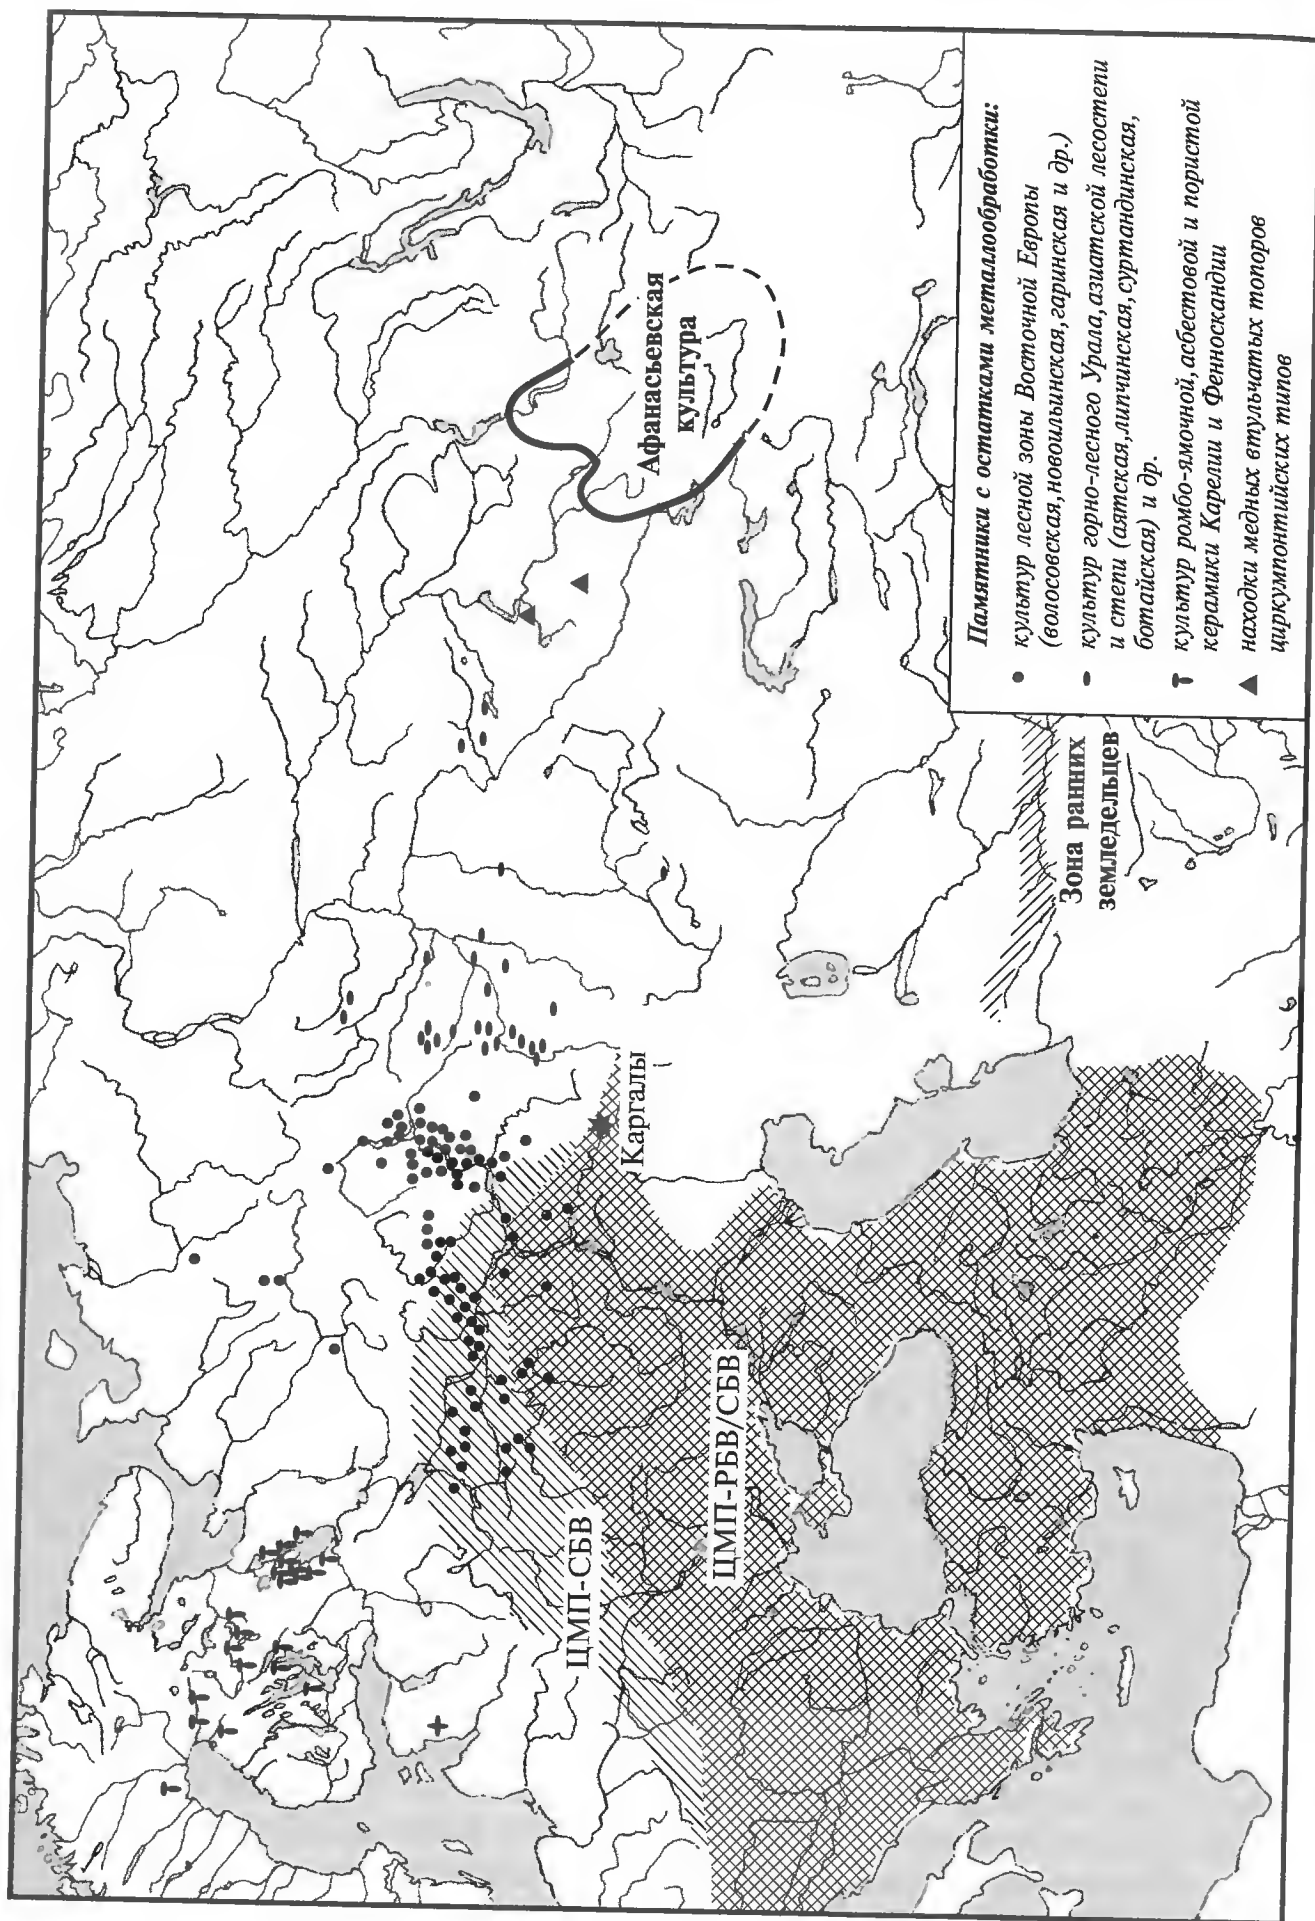 Афанасьевская
культура
Каргалы
ЦМП-СБВ
ЦМП-РБВ/СБВ
Зона ранних
земледельцев
Памятники с остатками металлообработки:
культур лесной зоны Восточной Европы
(волосовская, новоильинская, гаринская и др.)
культур горно-лесного Урала, азиатской лесостепи
и степи (аятская, липчинская, суртандинская,
ботайская) и др.
культур ромбо-ямочной, асбестовой и пористой
керамики Карелии и Фенноскандии
находки медных втульчатых топоров
циркумпонтийских типов